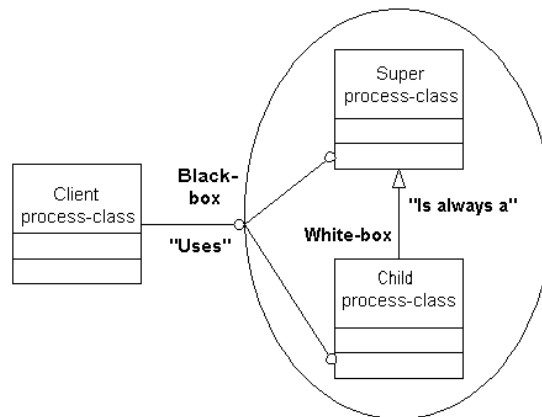 Super
process-class
Client
process-class
Black-
box
"Uses"
"Is always a"
White-box
Child
process-class